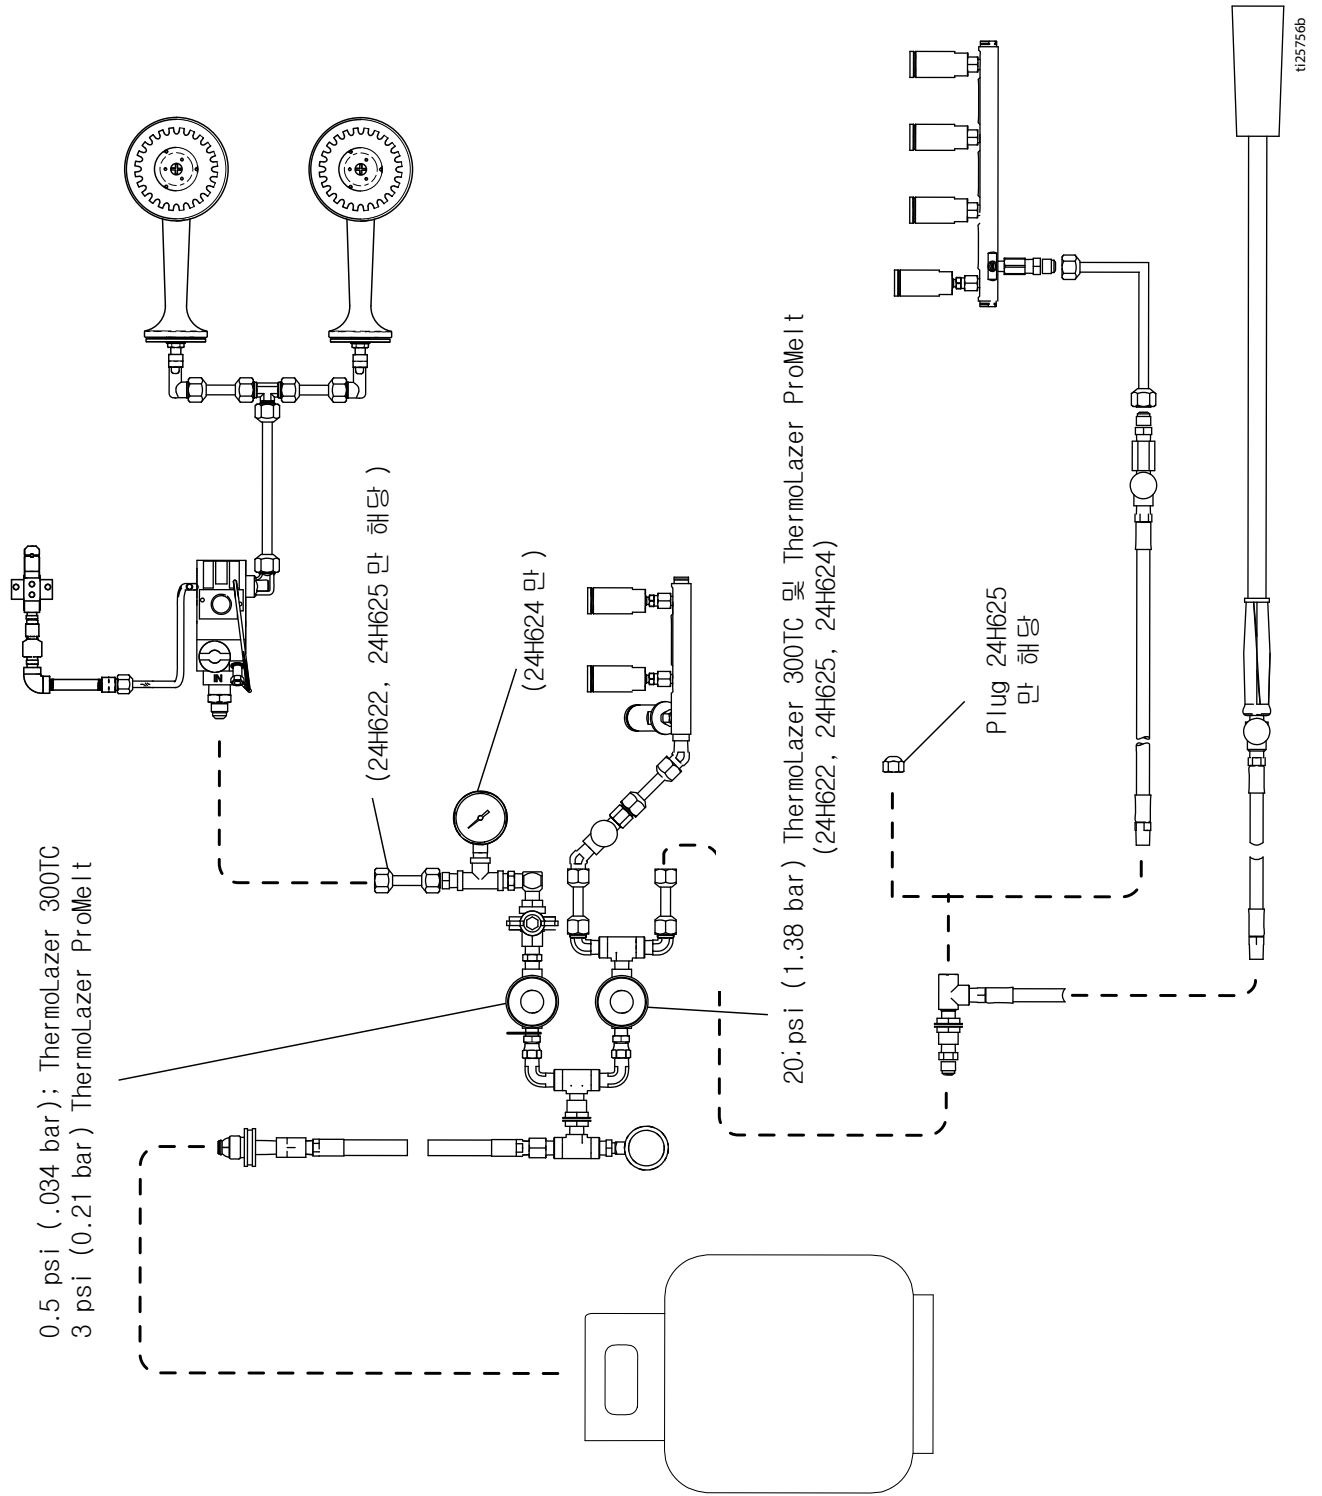 0.5 psi (.034 bar); ThermoLazer 300TC
3 psi (0.21 bar) ThermoLazer ProMelt
(24H622, 24H625 만 해당 )
(24H624 만 )
20 psi (1.38 bar) ThermoLazer 300TC 및 ThermoLazer ProMelt
(24H622, 24H625, 24H624)
Plug 24H625
만 해당
IN
ti25756b